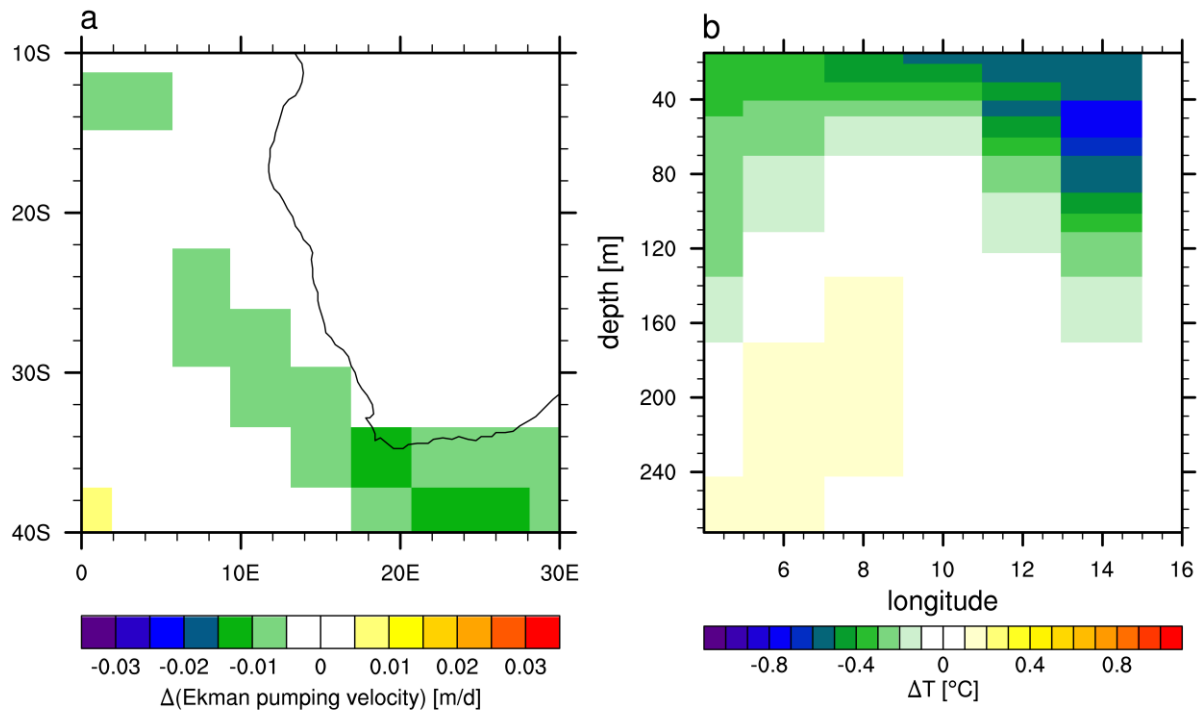 a
10S
20S
30S
40S
0 10E 20E 30E
-0.03 -0.02 -0.01 0 0.01 0.02 0.03
Δ(Ekman pumping velocity) [m/d]
b
depth [m]
40
80
120
160
200
240
6 8 10 12 14 16
longitude
-0.8 -0.4 0 0.4 0.8
ΔT [°C]